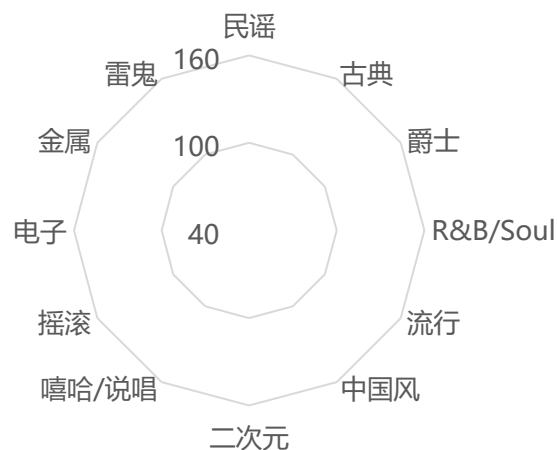 民谣
160
雷鬼
古典
金属
100
爵士
电子
40
R&B/Soul
摇滚
流行
嘻哈/说唱
中国风
二次元